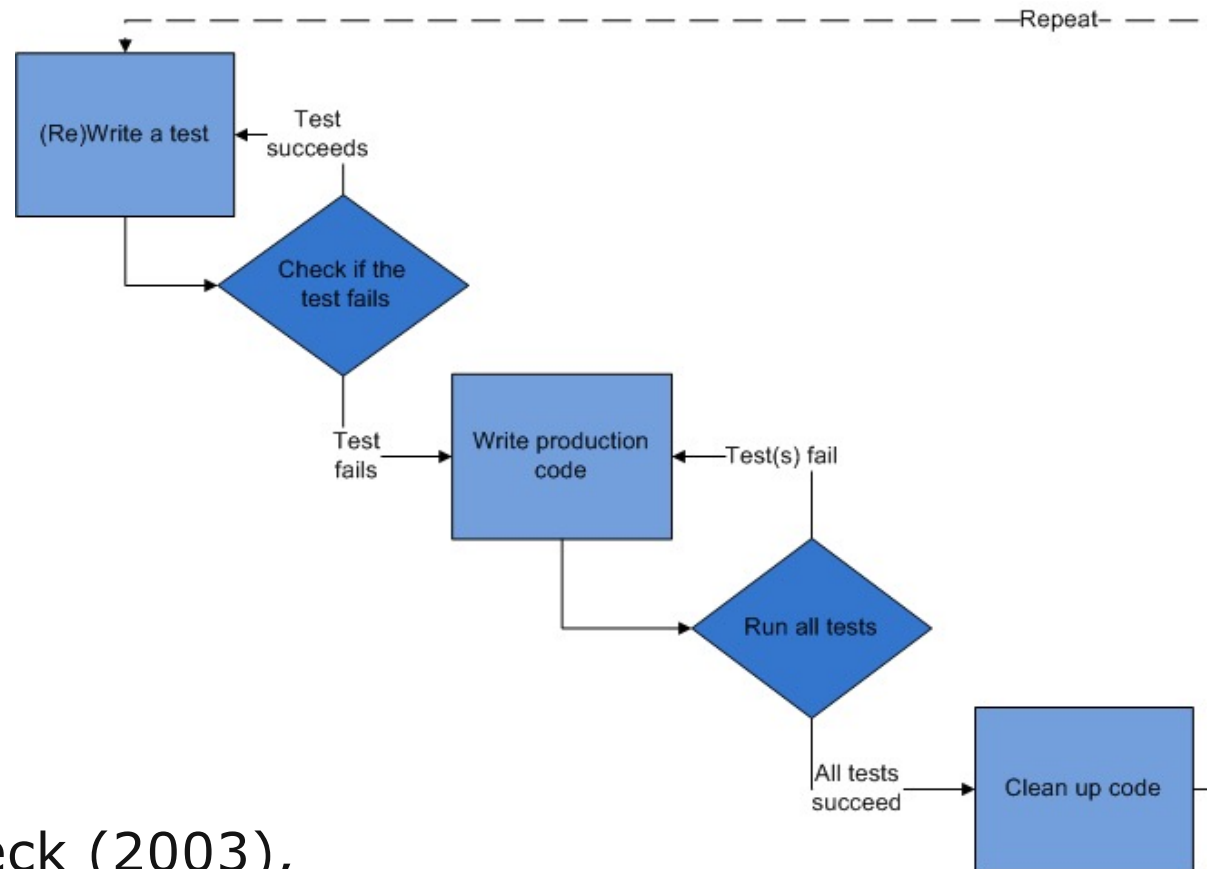 Repeat
(Re)Write a test
Test
succeeds
Check if the
test fails
Test
fails
Write production
code
Test(s) fail
Run all tests
All tests
succeed
Clean up code
eck (2003),